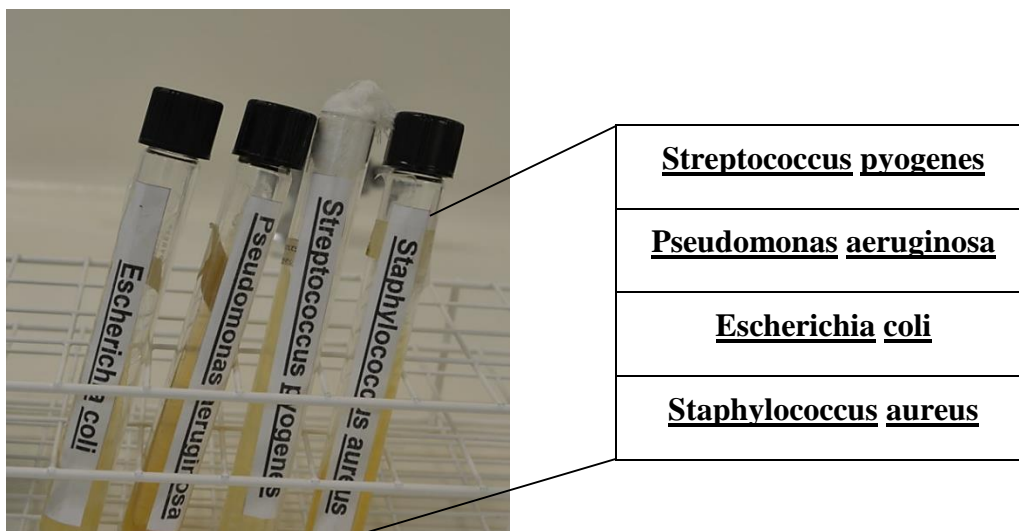 Escherichia coli
Pseudomonas aeruginosa
Streptococcus pyogenes
Staphylococcus aureus
Streptococcus pyogenes
Pseudomonas aeruginosa
Escherichia coli
Staphylococcus aureus